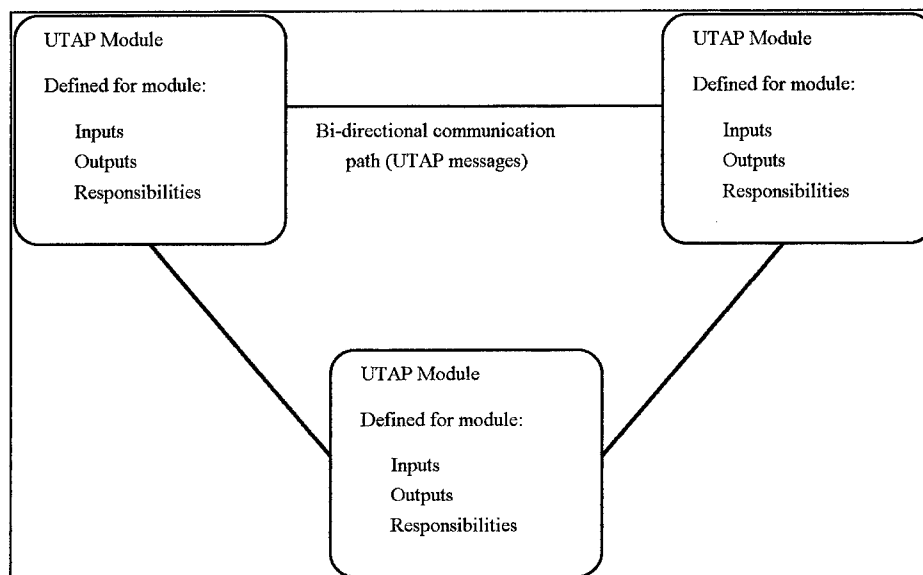 UTAP Module
Defined for module:
Inputs
Outputs
Responsibilities
Bi-directional communication
path (UTAP messages)
UTAP Module
Defined for module:
Inputs
Outputs
Responsibilities
UTAP Module
Defined for module:
Inputs
Outputs
Responsibilities